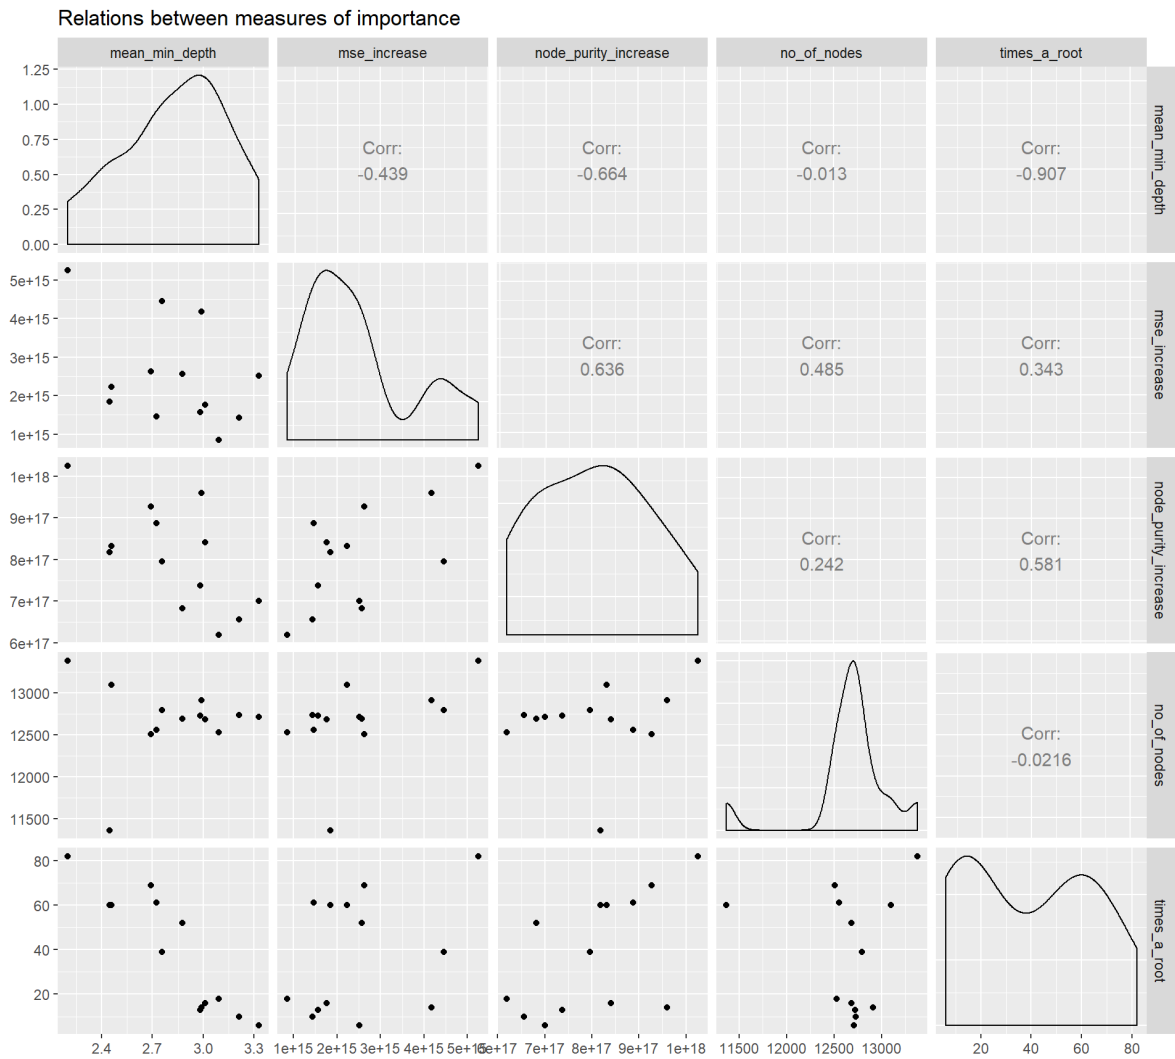 Relations between measures of importance
mean_min_depth mse_increase node_purity_increase no_of_nodes times_a_root
1.25
1.00
0.75
0.50
0.25
0.00
Corr:
-0.439
Corr:
-0.664
Corr:
-0.013
Corr:
-0.907
mean_min_depth
5e+15
4e+15
3e+15
2e+15
1e+15
Corr:
0.636
Corr:
0.485
Corr:
0.343
mse_increase
1e+18
9e+17
8e+17
7e+17
6e+17
Corr:
0.242
Corr:
0.581
node_purity_increase
13000
12500
12000
11500
Corr:
-0.0216
no_of_nodes
80
60
40
20
times_a_root
2.4 2.7 3.0 3.3 1e+15 2e+15 3e+15 4e+15 5e+15 6e+17 7e+17 8e+17 9e+17 1e+18 11500 12000 12500 13000 20 40 60 80